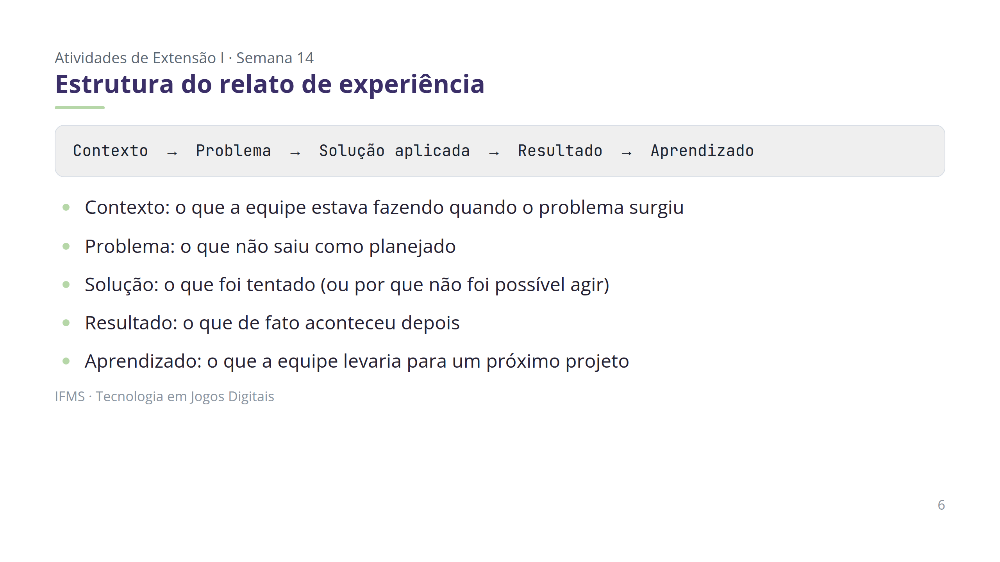 Atividades de Extensão I · Semana 14
Estrutura do relato de experiência
Contexto → Problema → Solução aplicada → Resultado → Aprendizado
Contexto: o que a equipe estava fazendo quando o problema surgiu
Problema: o que não saiu como planejado
Solução: o que foi tentado (ou por que não foi possível agir)
Resultado: o que de fato aconteceu depois
Aprendizado: o que a equipe levaria para um próximo projeto
IFMS · Tecnologia em Jogos Digitais
6